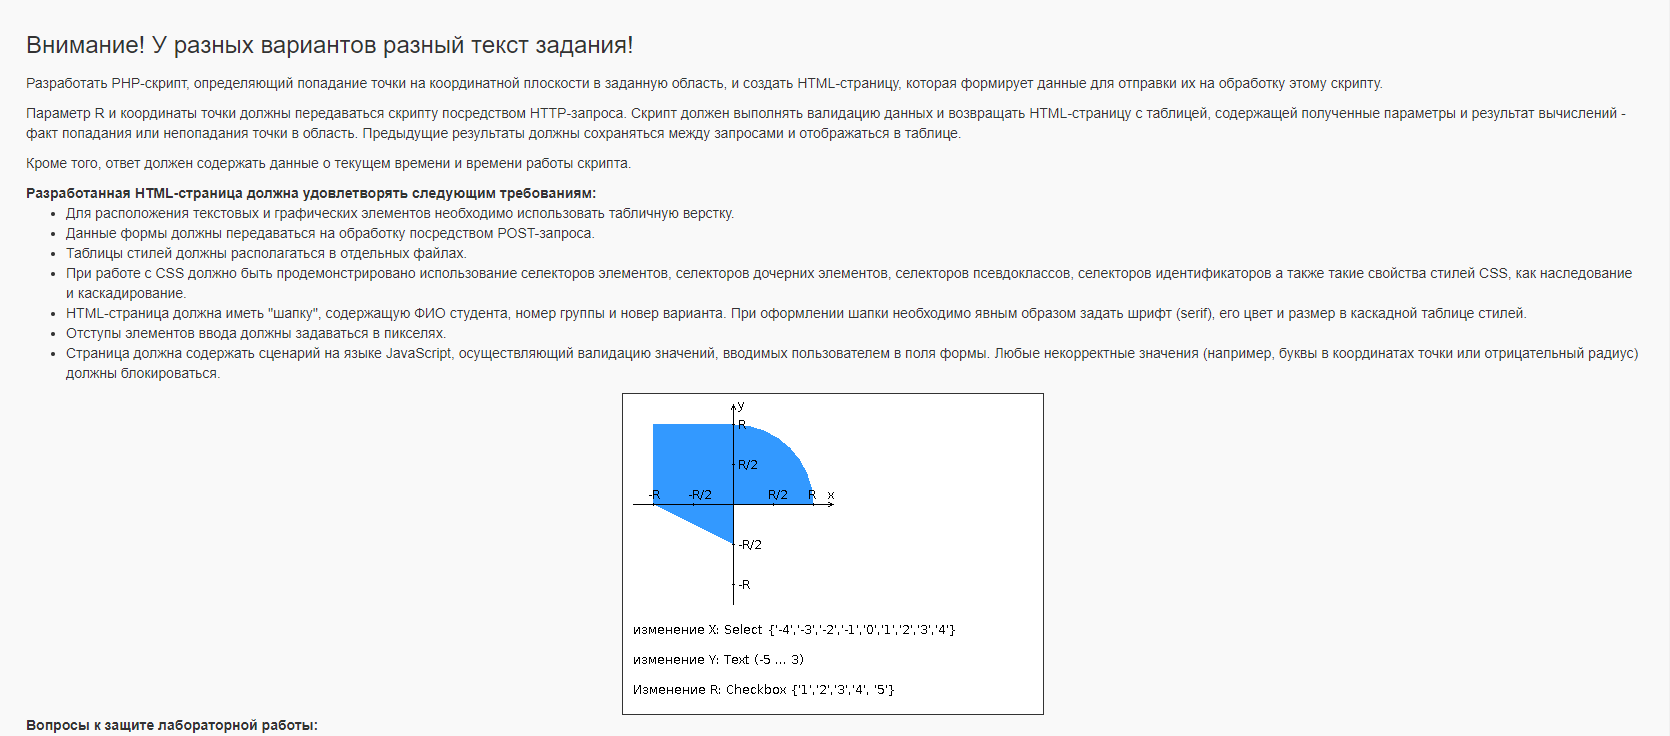 Внимание! У разных вариантов разный текст задания!
Разработать PHP-скрипт, определяющий попадание точки на координатной плоскости в заданную область, и создать HTML-страницу, которая формирует данные для отправки их на обработку этому скрипту.
Параметр R и координаты точки должны передаваться скрипту посредством HTTP-запроса. Скрипт должен выполнять валидацию данных и возвращать HTML-страницу с таблицей, содержащей полученные параметры и результат вычислений -
факт попадания или непопадания точки в область. Предыдущие результаты должны сохраняться между запросами и отображаться в таблице.
Кроме того, ответ должен содержать данные о текущем времени и времени работы скрипта.
Разработанная HTML-страница должна удовлетворять следующим требованиям:
• Для расположения текстовых и графических элементов необходимо использовать табличную верстку.
• Данные формы должны передаваться на обработку посредством POST-запроса.
• Таблицы стилей должны располагаться в отдельных файлах.
• При работе с CSS должно быть продемонстрировано использование селекторов элементов, селекторов дочерних элементов, селекторов псевдоклассов, селекторов идентификаторов а также такие свойства стилей CSS, как наследование
и каскадирование.
• HTML-страница должна иметь "шапку", содержащую ФИО студента, номер группы и новер варианта. При оформлении шапки необходимо явным образом задать шрифт (serif), его цвет и размер в каскадной таблице стилей.
• Отступы элементов ввода должны задаваться в пикселях.
• Страница должна содержать сценарий на языке JavaScript, осуществляющий валидацию значений, вводимых пользователем в поля формы. Любые некорректные значения (например, буквы в координатах точки или отрицательный радиус)
должны блокироваться.
y
R
R/2
-R -R/2 R/2 R x
-R/2
-R
изменение X: Select {'-4','-3','-2','-1','0','1','2','3','4'}
изменение Y: Text (-5 ... 3)
Изменение R: Checkbox {'1','2','3','4', '5'}
Вопросы к защите лабораторной работы: